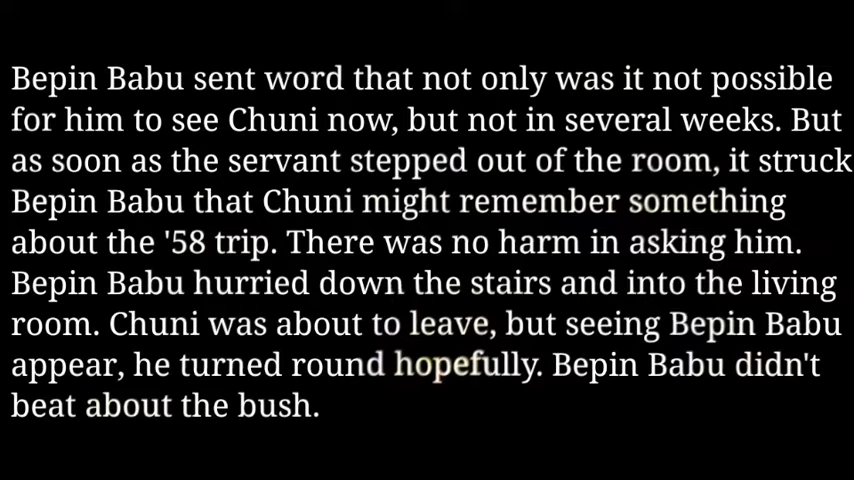 Bepin Babu sent word that not only was it not possible
for him to see Chuni now, but not in several weeks. But
as soon as the servant stepped out of the room, it struck
Bepin Babu that Chuni might remember something
about the '58 trip. There was no harm in asking him.
Bepin Babu hurried down the stairs and into the living
room. Chuni was about to leave, but seeing Bepin Babu
appear, he turned round hopefully. Bepin Babu didn't
beat about the bush.